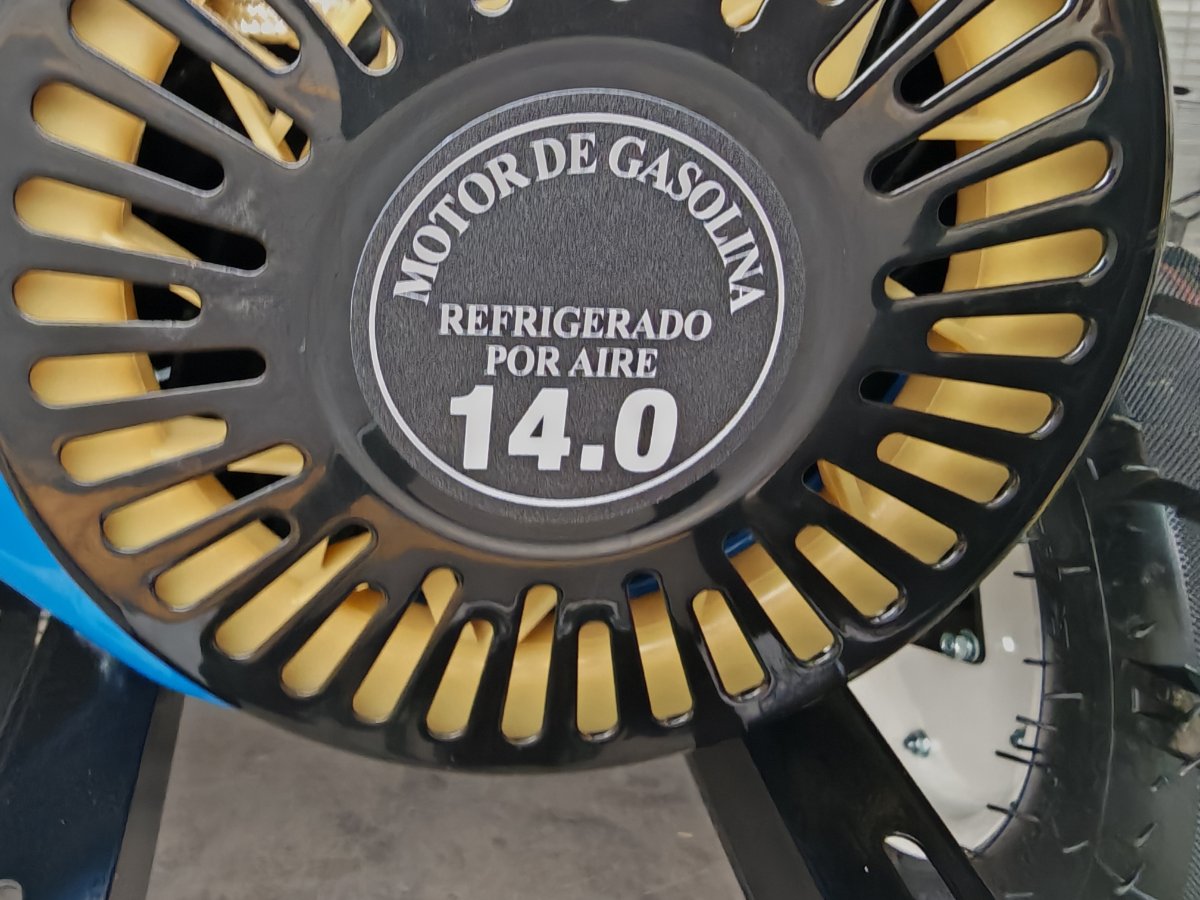 MOTOR DE GASOLINA
REFRIGERADO
POR AIRE
14.0